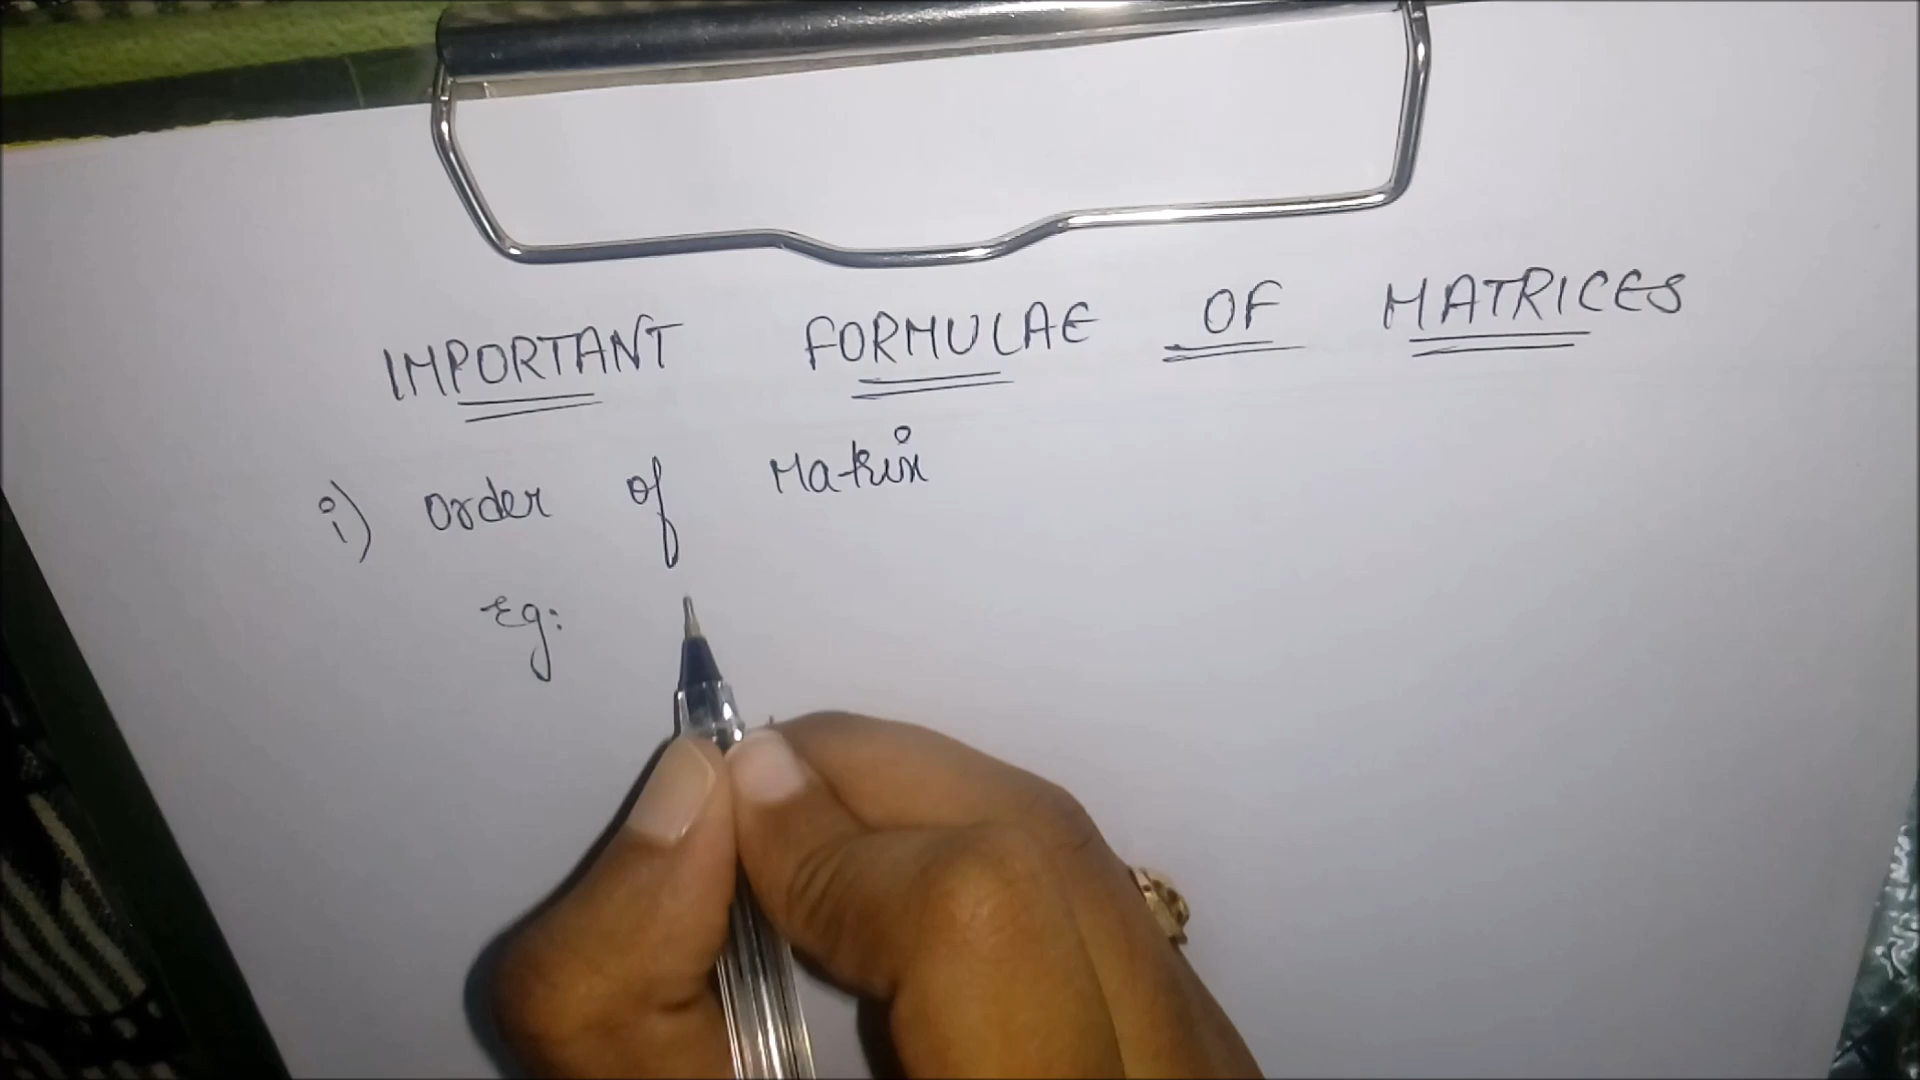 IMPORTANT FORMULAE OF MATRICES
i) Order of Matrix
Eg: